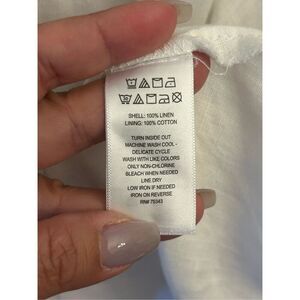 SHELL: 100% LINEN
LINING: 100% COTTON
TURN INSIDE OUT
MACHINE WASH COOL -
DELICATE CYCLE
WASH WITH LIKE COLORS
ONLY NON-CHLORINE
BLEACH WHEN NEEDED
LINE DRY
LOW IRON IF NEEDED
IRON ON REVERSE
RN# 75343